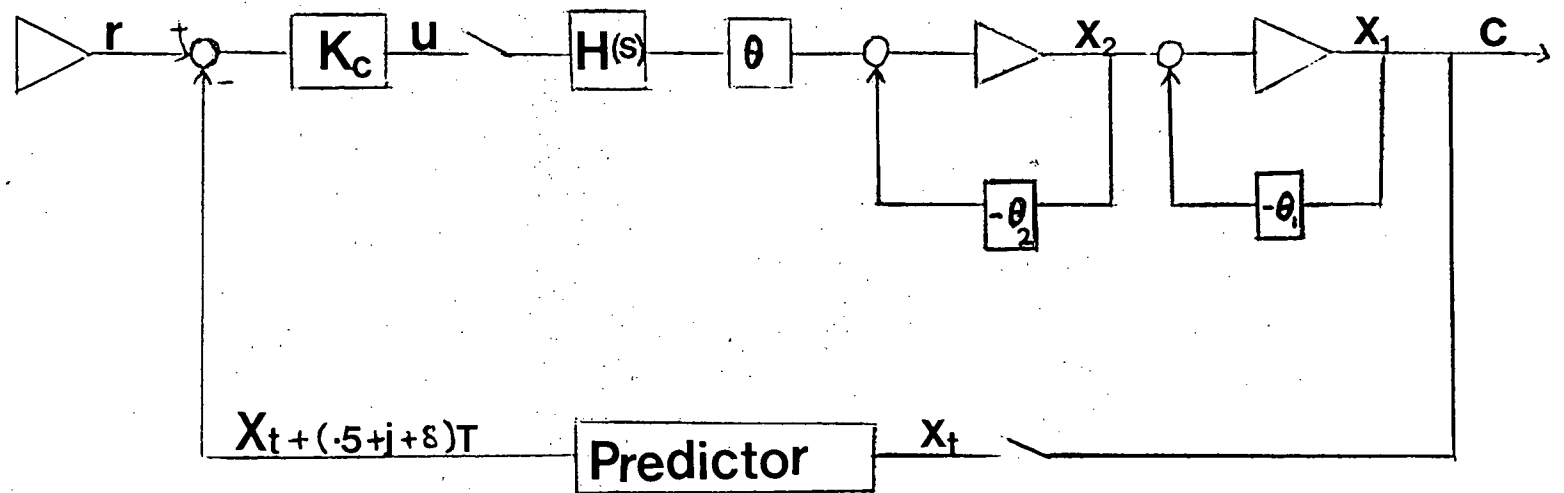 r
+
-
Kc
u
H(s)
θ
X2
X1
C
-θ2
-θ1
Xt+(.5+j+δ)T
Predictor
Xt